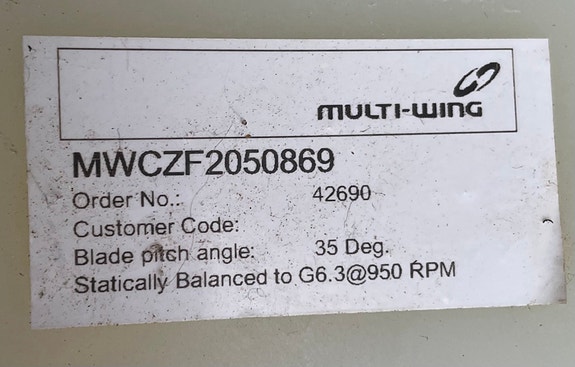 MULTI-WING
MWCZF2050869
Order No.: 42690
Customer Code:
Blade pitch angle: 35 Deg.
Statically Balanced to G6.3@950 RPM